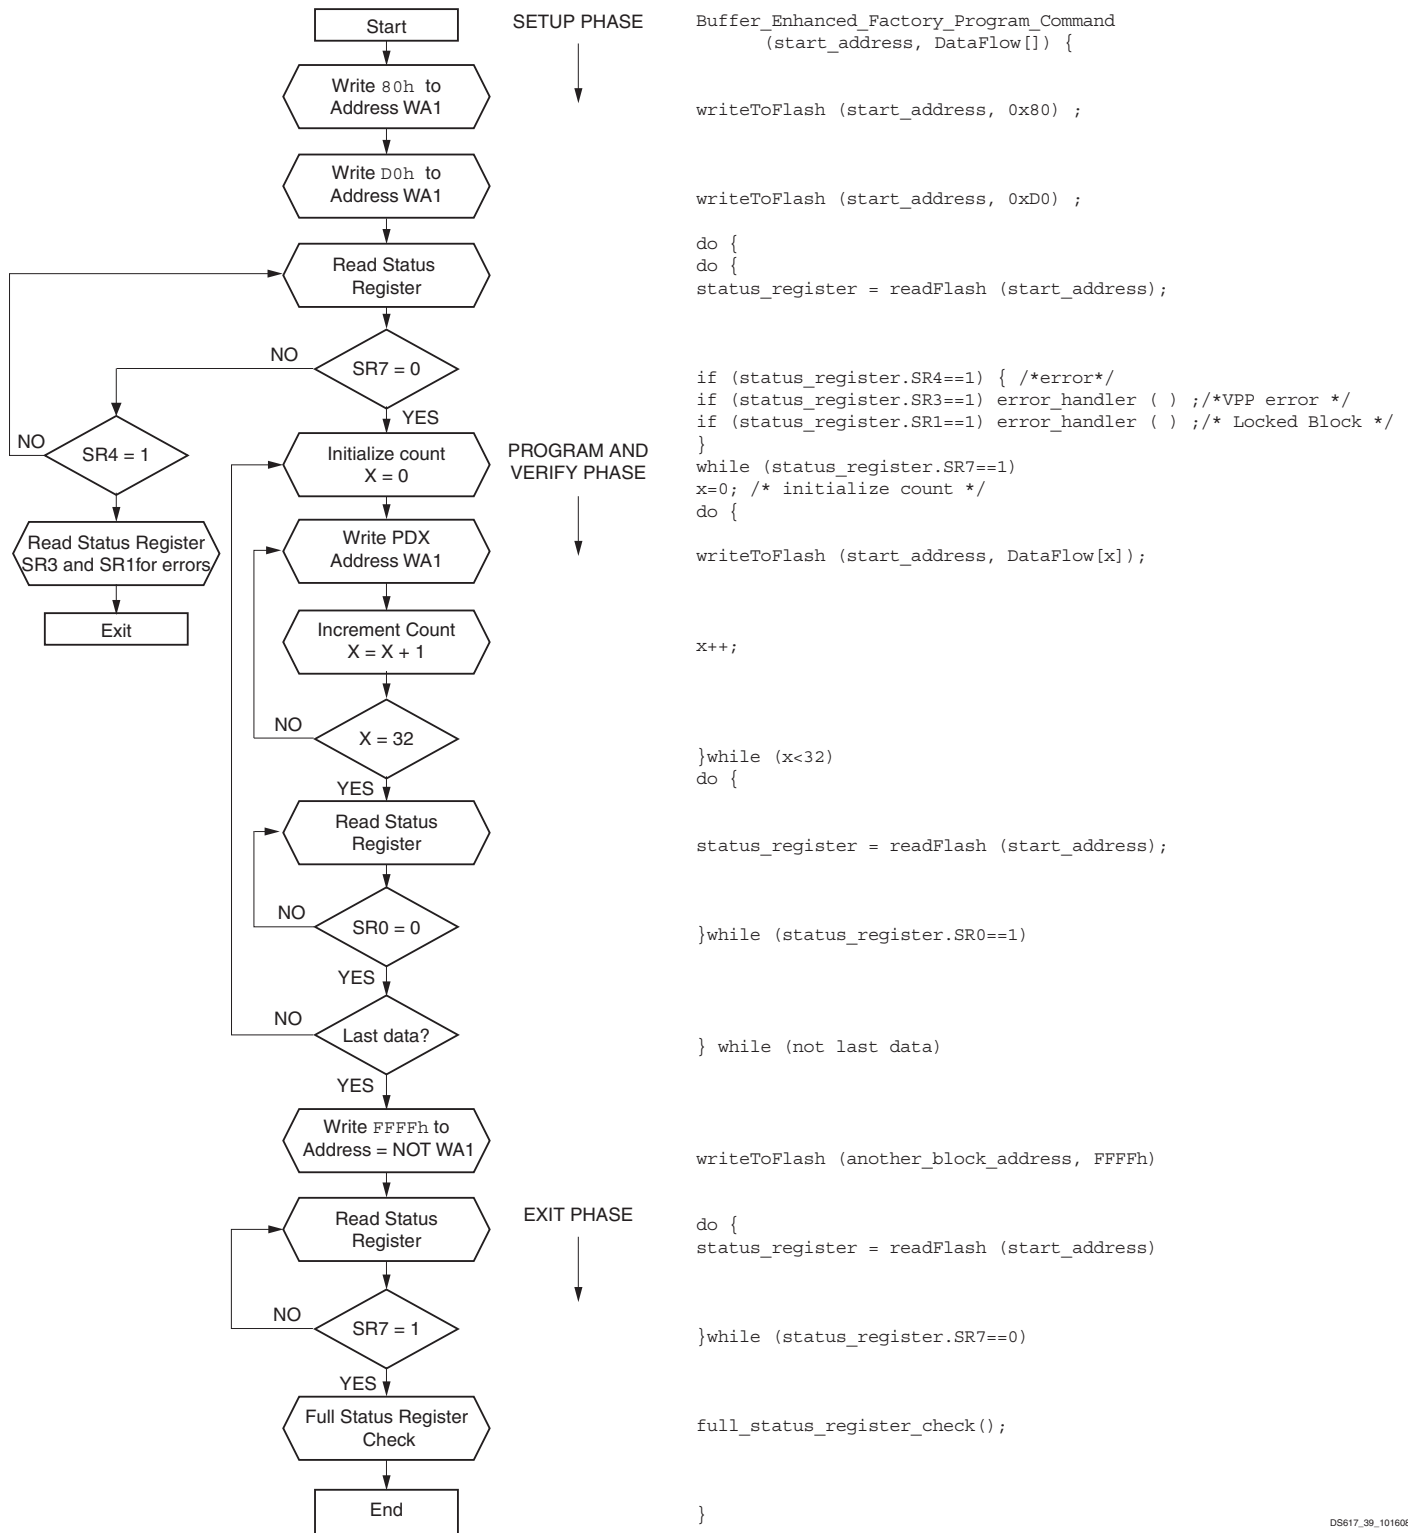 Start
SETUP PHASE
Buffer_Enhanced_Factory_Program_Command
(start_address, DataFlow[]) {
Write 80h to
Address WA1
writeToFlash (start_address, 0x80) ;
Write D0h to
Address WA1
writeToFlash (start_address, 0xD0) ;
do {
do {
Read Status
Register
status_register = readFlash (start_address);
NO
SR7 = 0
YES
if (status_register.SR4==1) { /*error*/
if (status_register.SR3==1) error_handler ( ) ;/*VPP error */
if (status_register.SR1==1) error_handler ( ) ;/* Locked Block */
}
NO
SR4 = 1
Initialize count
X = 0
PROGRAM AND
VERIFY PHASE
while (status_register.SR7==1)
x=0; /* initialize count */
do {
Read Status Register
SR3 and SR1for errors
Exit
Write PDX
Address WA1
writeToFlash (start_address, DataFlow[x]);
Increment Count
X = X + 1
x++;
NO
X = 32
YES
}while (x<32)
do {
Read Status
Register
status_register = readFlash (start_address);
NO
SR0 = 0
YES
}while (status_register.SR0==1)
NO
Last data?
YES
} while (not last data)
Write FFFFh to
Address = NOT WA1
writeToFlash (another_block_address, FFFFh)
Read Status
Register
EXIT PHASE
do {
status_register = readFlash (start_address)
NO
SR7 = 1
YES
}while (status_register.SR7==0)
Full Status Register
Check
full_status_register_check();
End
}
DS617_39_101608